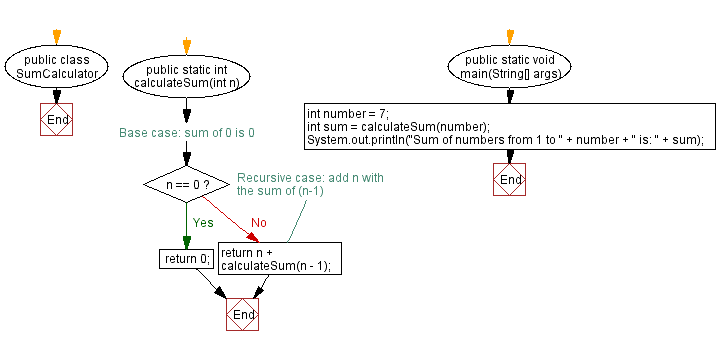 public class
SumCalculator
End
public static int
calculateSum(int n)
Base case: sum of 0 is 0
n == 0 ?
Recursive case: add n with
the sum of (n-1)
Yes
No
return 0;
return n +
calculateSum(n - 1);
End
public static void
main(String[] args)
int number = 7;
int sum = calculateSum(number);
System.out.println("Sum of numbers from 1 to " + number + " is: " + sum);
End